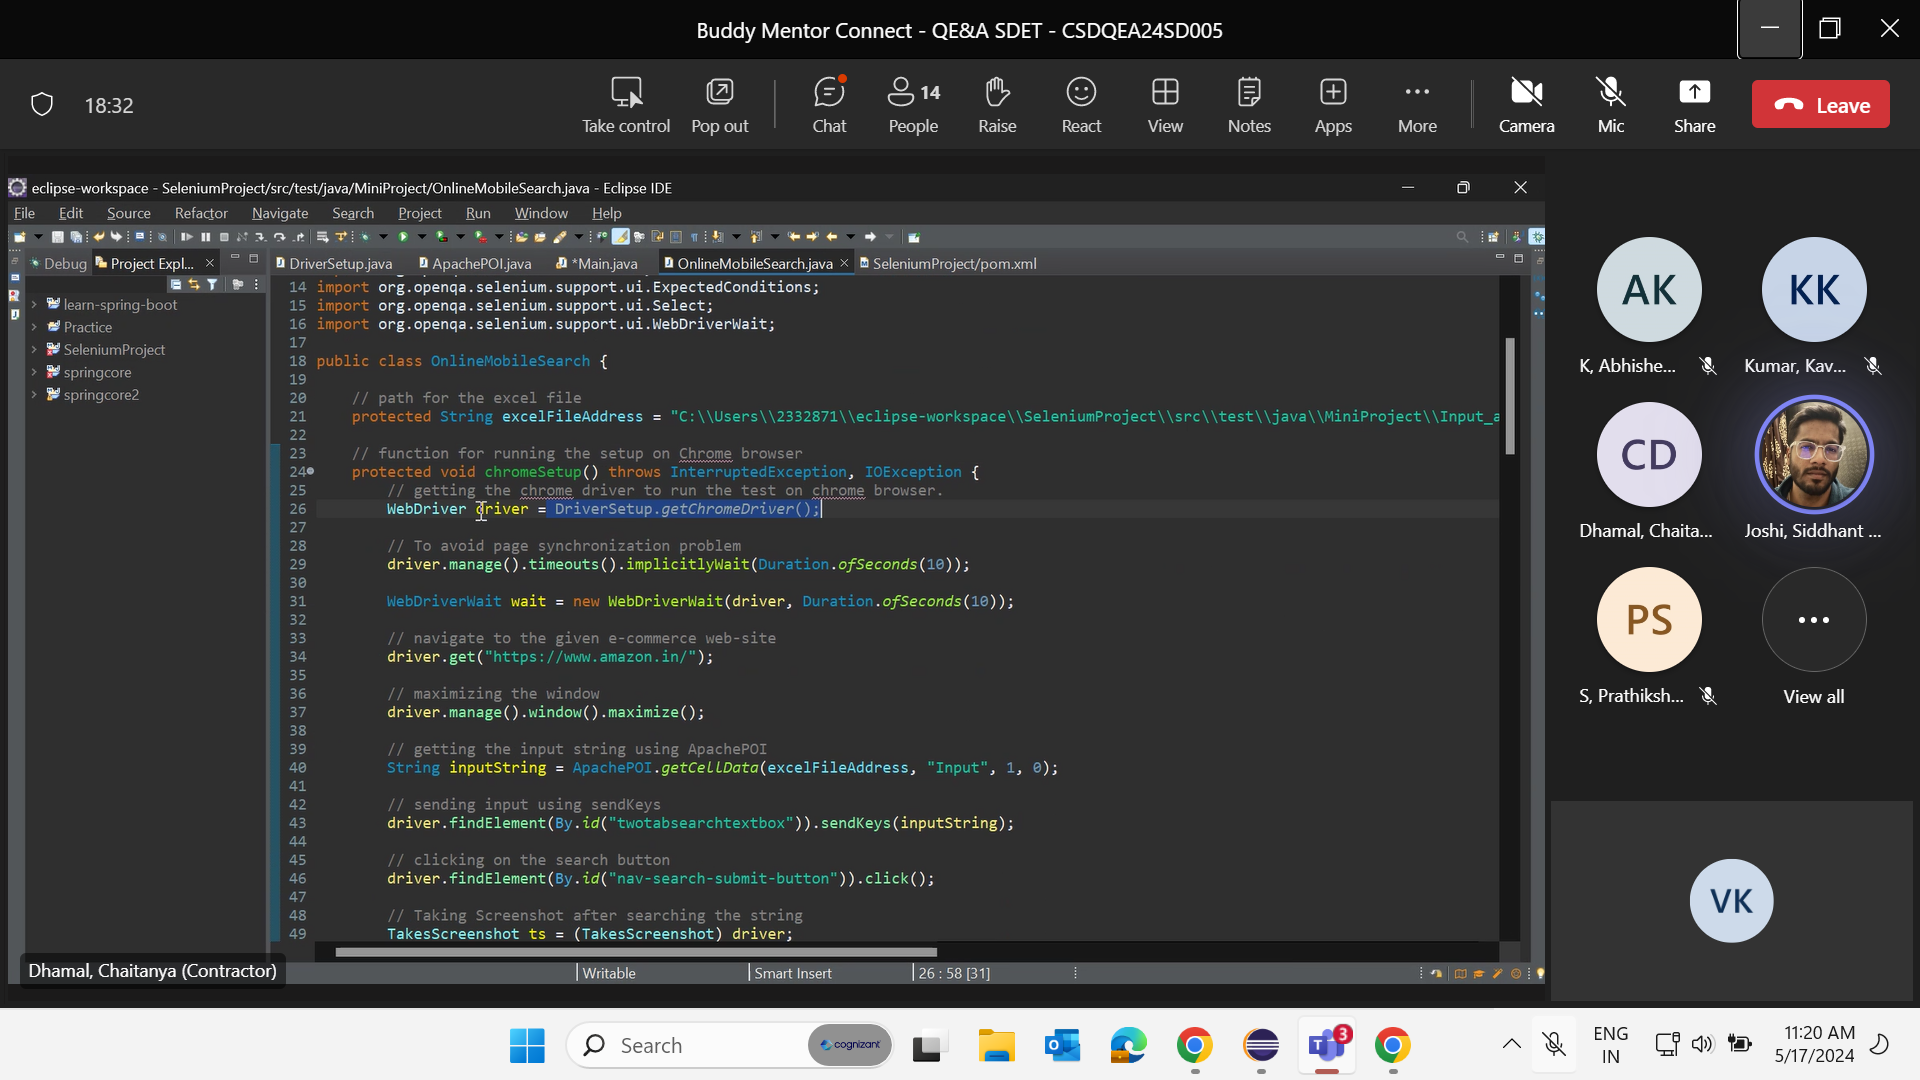 Buddy Mentor Connect - QE&A SDET - CSDQEA24SD005
18:32
Take control
Pop out
Chat
14
People
Raise
React
View
Notes
Apps
More
Camera
Mic
Share
Leave
eclipse-workspace - SeleniumProject/src/test/java/MiniProject/OnlineMobileSearch.java - Eclipse IDE
File Edit Source Refactor Navigate Search Project Run Window Help
Debug
Project Expl...
DriverSetup.java
ApachePOI.java
*Main.java
OnlineMobileSearch.java
SeleniumProject/pom.xml
learn-spring-boot
Practice
SeleniumProject
springcore
springcore2
14 import org.openqa.selenium.support.ui.ExpectedConditions;
15 import org.openqa.selenium.support.ui.Select;
16 import org.openqa.selenium.support.ui.WebDriverWait;
17
18 public class OnlineMobileSearch {
19
20 // path for the excel file
21 protected String excelFileAddress = "C:\\Users\\2332871\\eclipse-workspace\\SeleniumProject\\src\\test\\java\\MiniProject\\Input_a
22
23 // function for running the setup on Chrome browser
24 protected void chromeSetup() throws InterruptedException, IOException {
25 // getting the chrome driver to run the test on chrome browser.
26 WebDriver driver = DriverSetup.getChromeDriver();
27
28 // To avoid page synchronization problem
29 driver.manage().timeouts().implicitlyWait(Duration.ofSeconds(10));
30
31 WebDriverWait wait = new WebDriverWait(driver, Duration.ofSeconds(10));
32
33 // navigate to the given e-commerce web-site
34 driver.get("https://www.amazon.in/");
35
36 // maximizing the window
37 driver.manage().window().maximize();
38
39 // getting the input string using ApachePOI
40 String inputString = ApachePOI.getCellData(excelFileAddress, "Input", 1, 0);
41
42 // sending input using sendKeys
43 driver.findElement(By.id("twotabsearchtextbox")).sendKeys(inputString);
44
45 // clicking on the search button
46 driver.findElement(By.id("nav-search-submit-button")).click();
47
48 // Taking Screenshot after searching the string
49 TakesScreenshot ts = (TakesScreenshot) driver;
Dhamal, Chaitanya (Contractor)
Writable
Smart Insert
26 : 58 [31]
AK
K, Abhishe...
KK
Kumar, Kav...
CD
Dhamal, Chaita...
Joshi, Siddhant ...
PS
S, Prathiksh...
View all
VK
Search
cognizant
3
ENG
IN
11:20 AM
5/17/2024